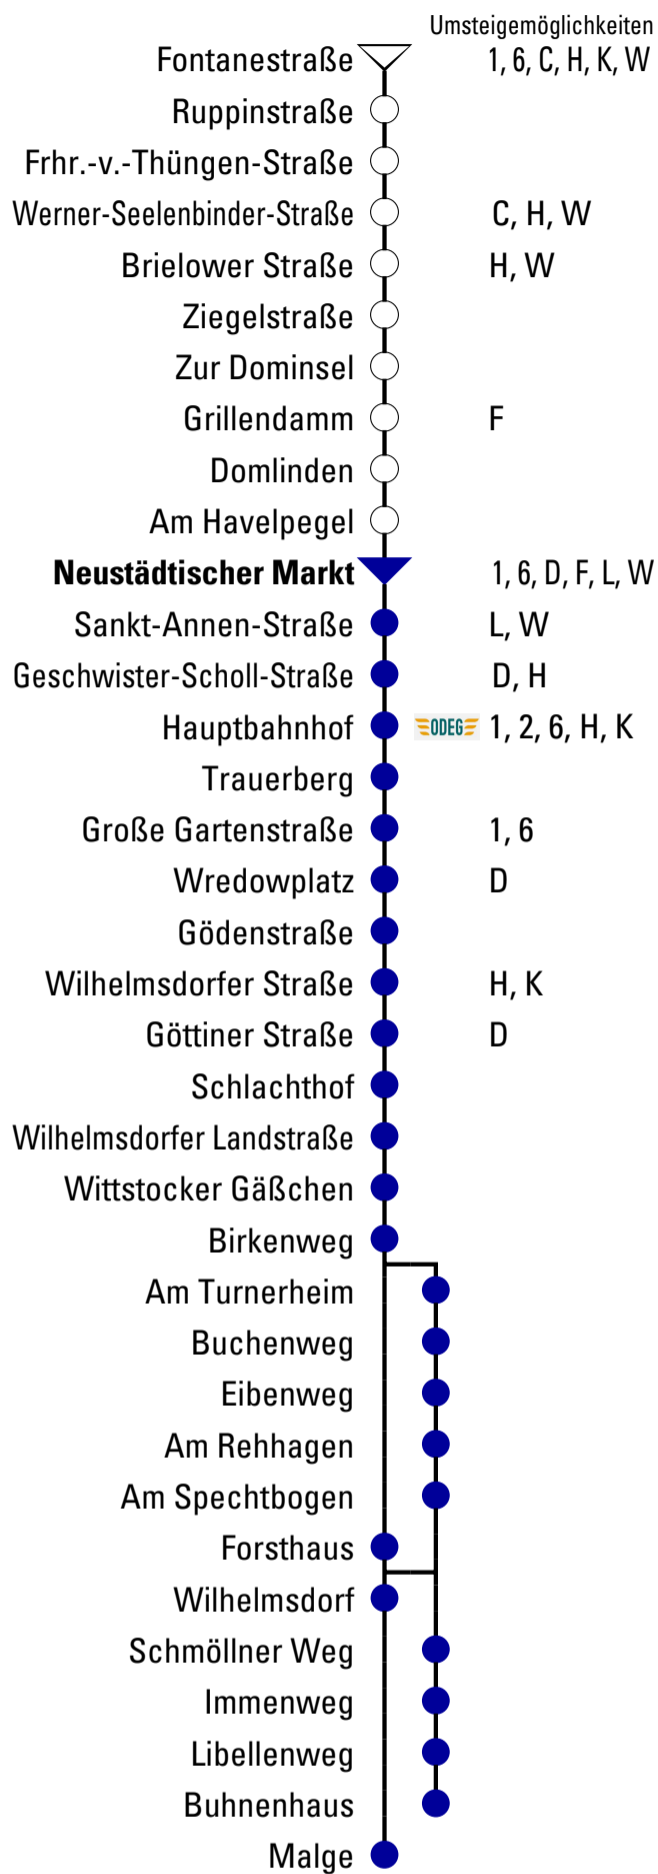 Umsteigemöglichkeiten
Fontanestraße 1, 6, C, H, K, W
Ruppinstraße
Frhr.-v.-Thüngen-Straße
Werner-Seelenbinder-Straße C, H, W
Brielower Straße H, W
Ziegelstraße
Zur Dominsel
Grillendamm F
Domlinden
Am Havelpegel
Neustädtischer Markt 1, 6, D, F, L, W
Sankt-Annen-Straße L, W
Geschwister-Scholl-Straße D, H
Hauptbahnhof ODEG 1, 2, 6, H, K
Trauerberg
Große Gartenstraße 1, 6
Wredowplatz D
Gödenstraße
Wilhelmsdorfer Straße H, K
Göttiner Straße D
Schlachthof
Wilhelmsdorfer Landstraße
Wittstocker Gäßchen
Birkenweg
Am Turnerheim
Buchenweg
Eibenweg
Am Rehhagen
Am Spechtbogen
Forsthaus
Wilhelmsdorf
Schmöllner Weg
Immenweg
Libellenweg
Buhnenhaus
Malge